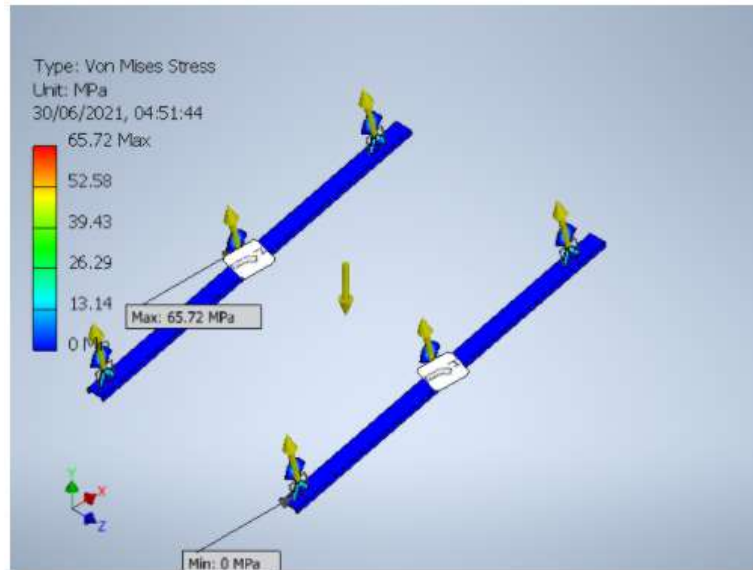 Type: Von Mises Stress
Unit: MPa
30/06/2021, 04:51:44
65.72 Max
52.58
39.43
26.29
13.14
0 Min
Max: 65.72 MPa
Min: 0 MPa
Y
X
Z